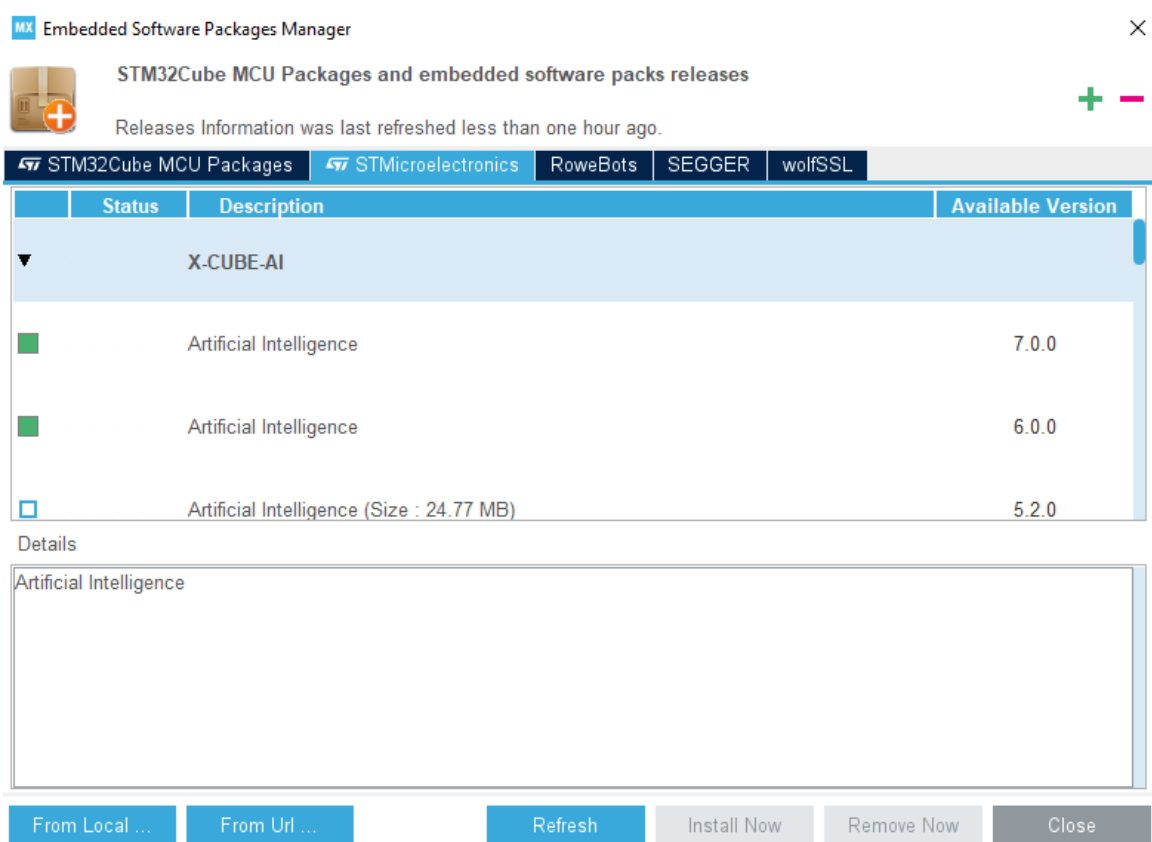 MX Embedded Software Packages Manager
STM32Cube MCU Packages and embedded software packs releases
Releases Information was last refreshed less than one hour ago.
STM32Cube MCU Packages STMicroelectronics RoweBots SEGGER wolfSSL
Status Description Available Version
X-CUBE-AI
Artificial Intelligence 7.0.0
Artificial Intelligence 6.0.0
Artificial Intelligence (Size : 24.77 MB) 5.2.0
Details
Artificial Intelligence
From Local ... From Url ... Refresh Install Now Remove Now Close